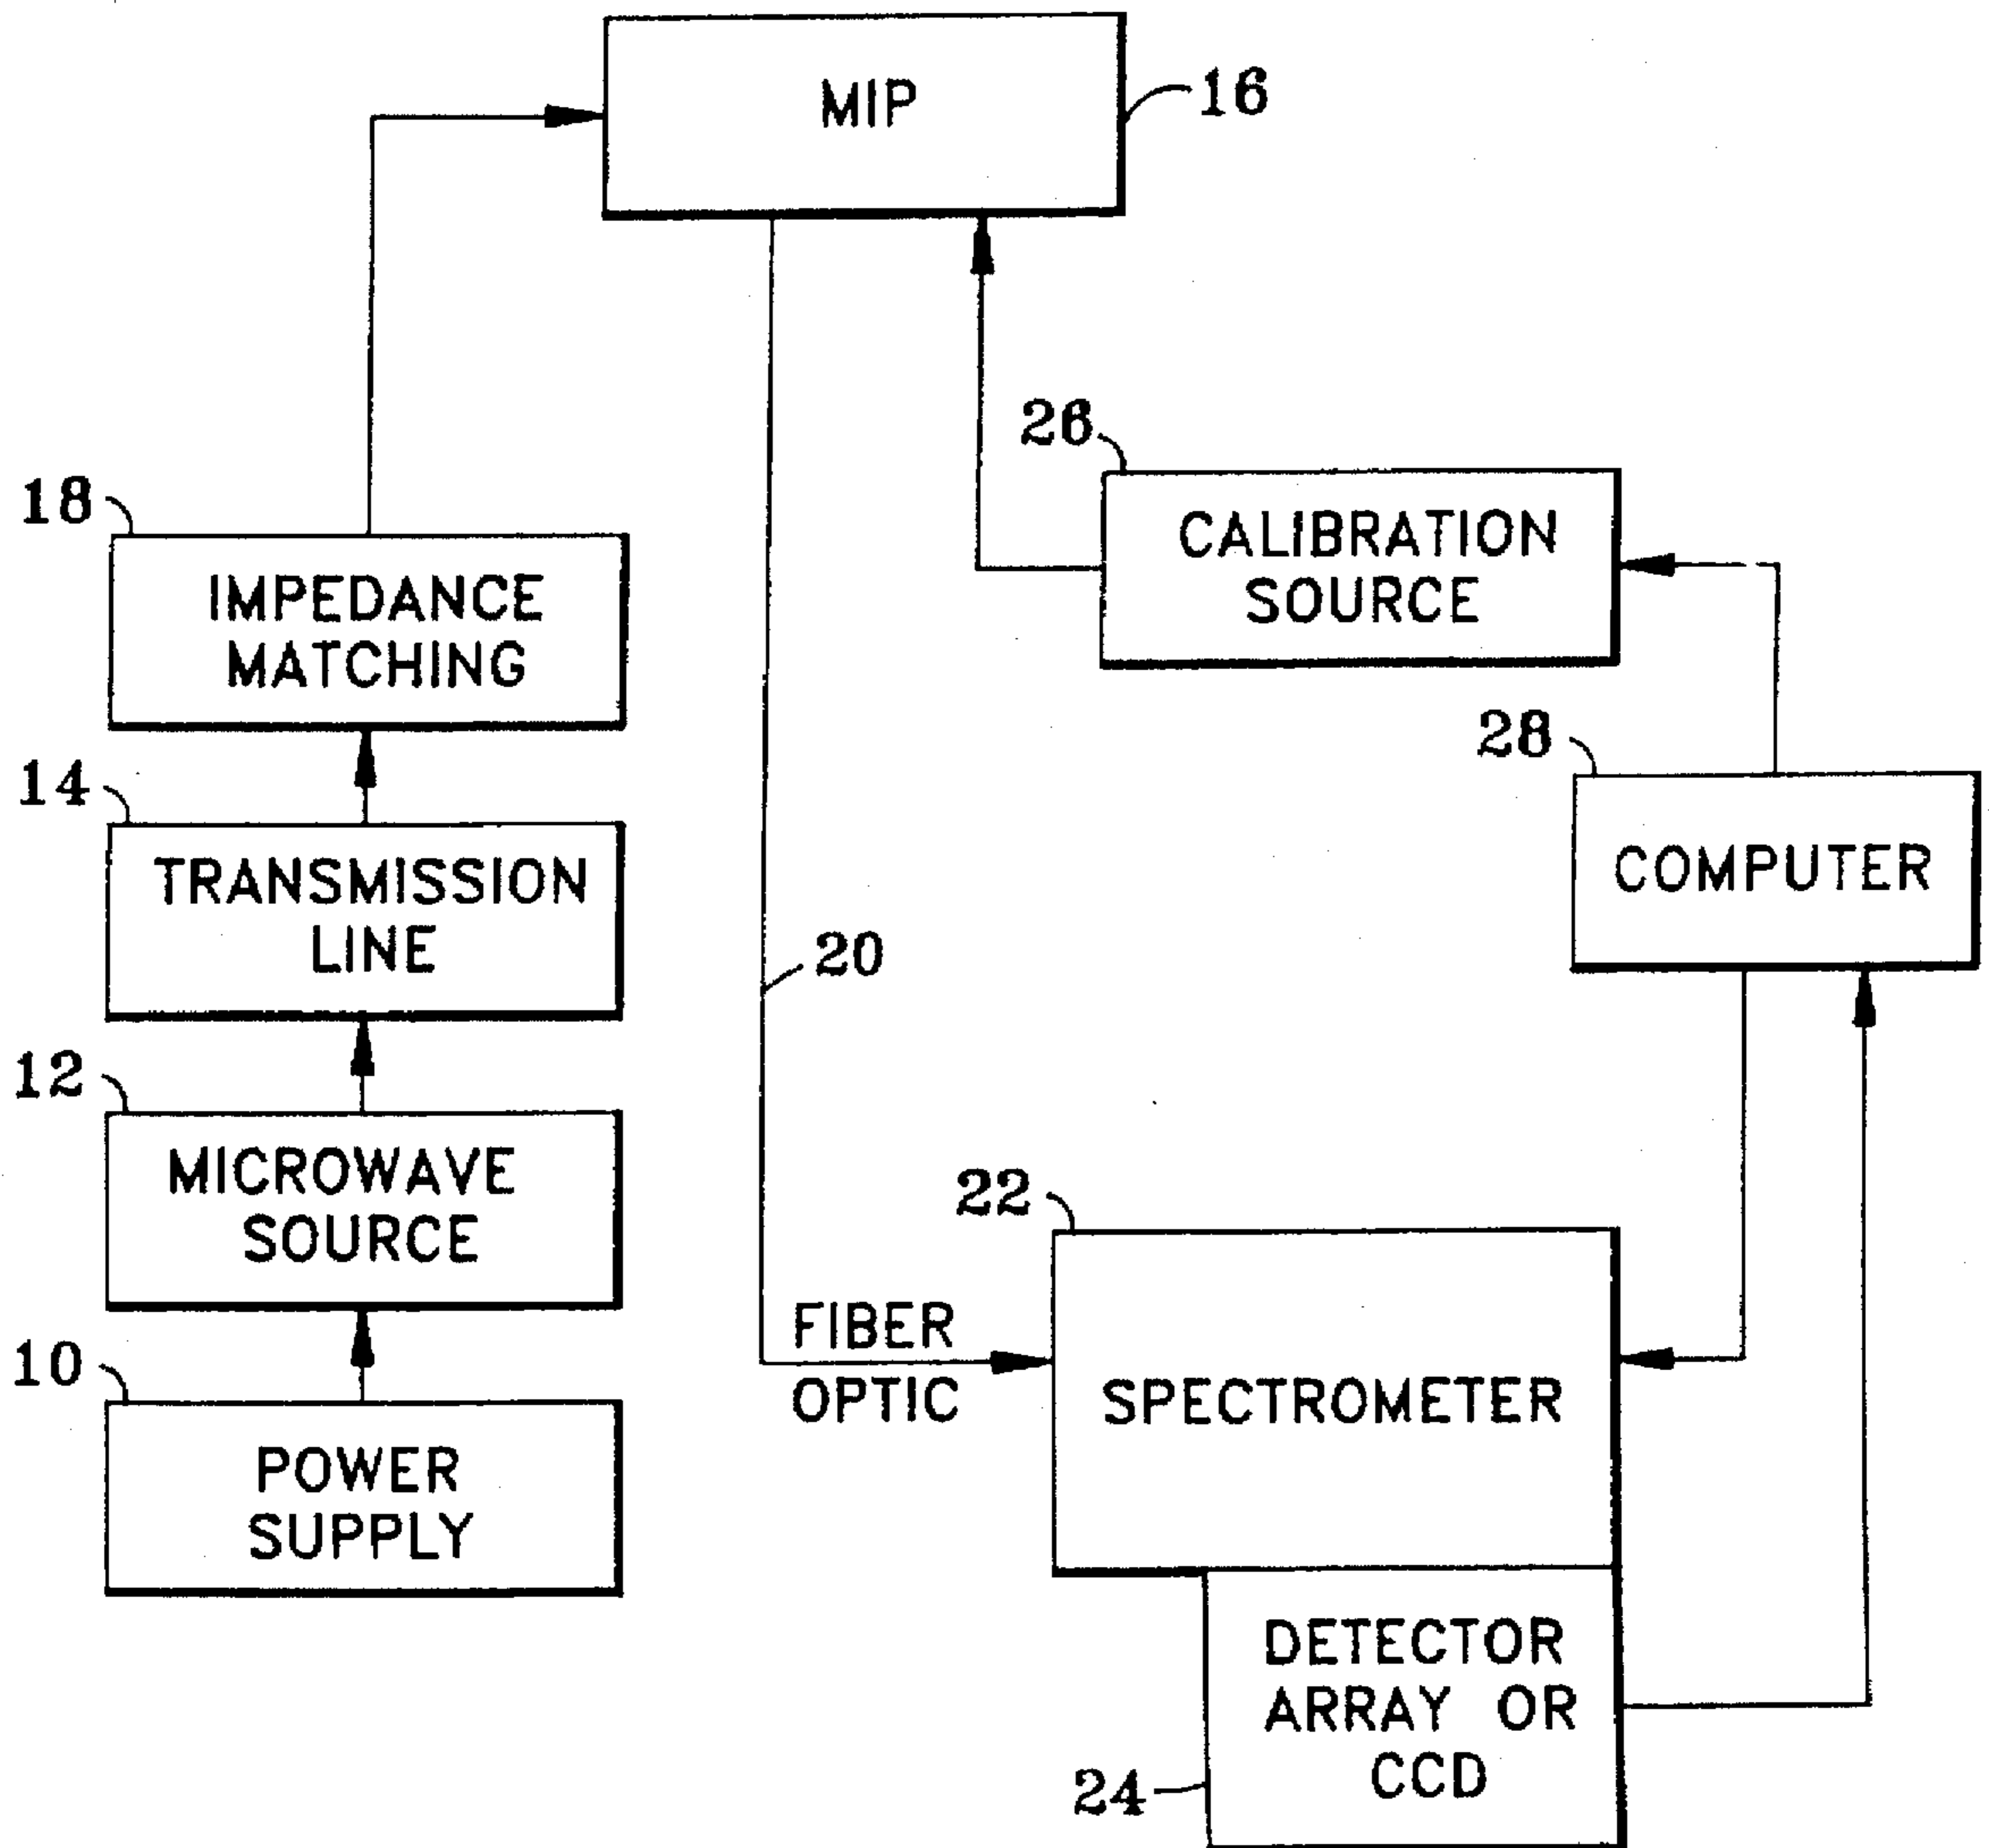 MIP
16
26
CALIBRATION
SOURCE
18
IMPEDANCE
MATCHING
28
COMPUTER
14
TRANSMISSION
LINE
20
12
MICROWAVE
SOURCE
22
FIBER
OPTIC
SPECTROMETER
10
POWER
SUPPLY
DETECTOR
ARRAY OR
CCD
24